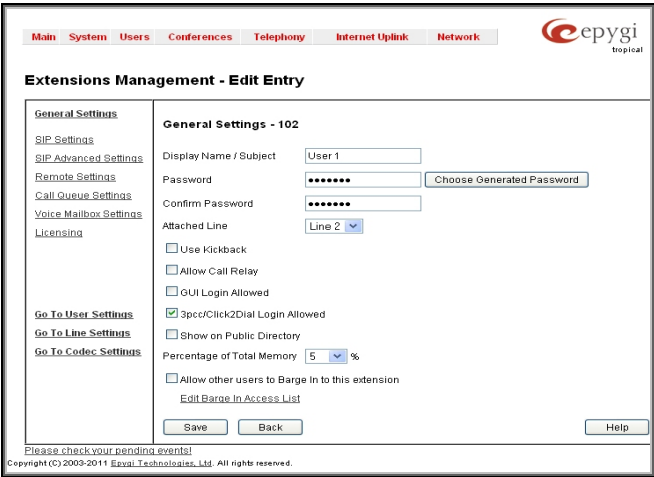 Main System Users Conferences Telephony Internet Uplink Network
epygi
tropical
Extensions Management - Edit Entry
General Settings
SIP Settings
SIP Advanced Settings
Remote Settings
Call Queue Settings
Voice Mailbox Settings
Licensing
Go To User Settings
Go To Line Settings
Go To Codec Settings
General Settings - 102
Display Name / Subject User 1
Password ••••••• Choose Generated Password
Confirm Password •••••••
Attached Line Line 2
Use Kickback
Allow Call Relay
GUI Login Allowed
3pcc/Click2Dial Login Allowed
Show on Public Directory
Percentage of Total Memory 5 %
Allow other users to Barge In to this extension
Edit Barge In Access List
Save Back Help
Please check your pending events!
Copyright (C) 2003-2011 Epygi Technologies, Ltd. All rights reserved.